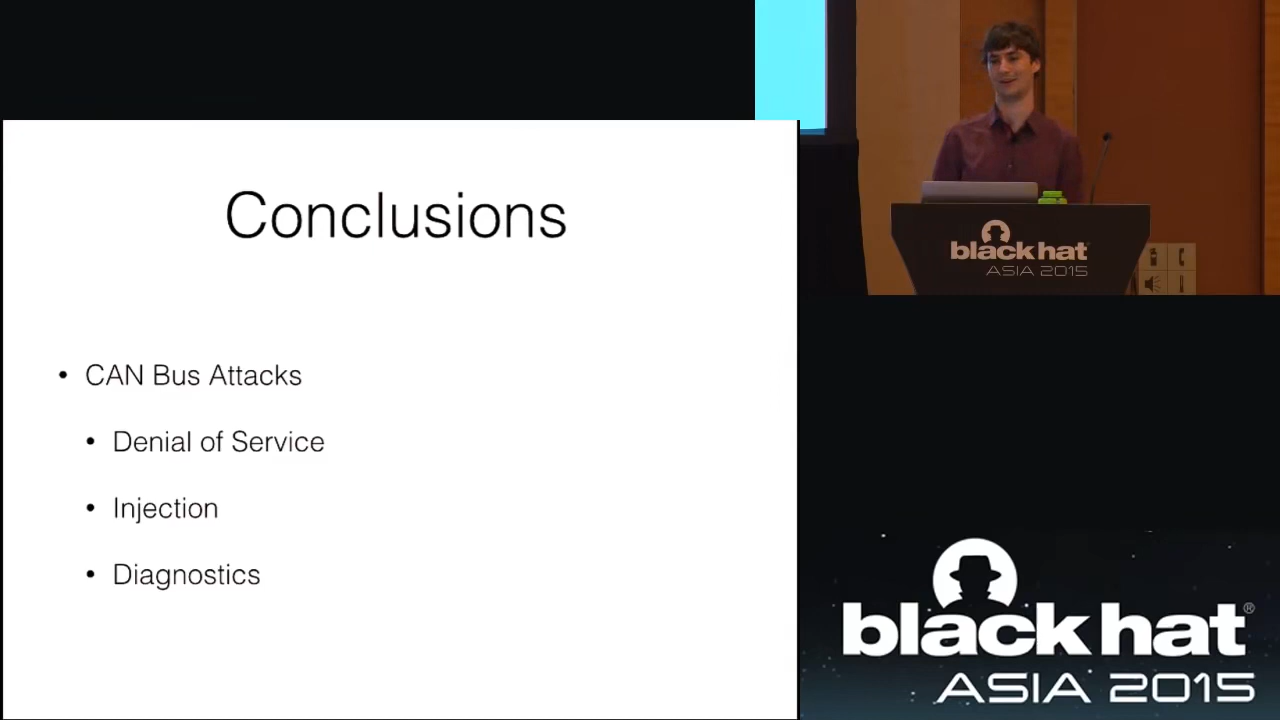 Conclusions
• CAN Bus Attacks
• Denial of Service
• Injection
• Diagnostics
black hat
ASIA 2015
black hat®
ASIA 2015